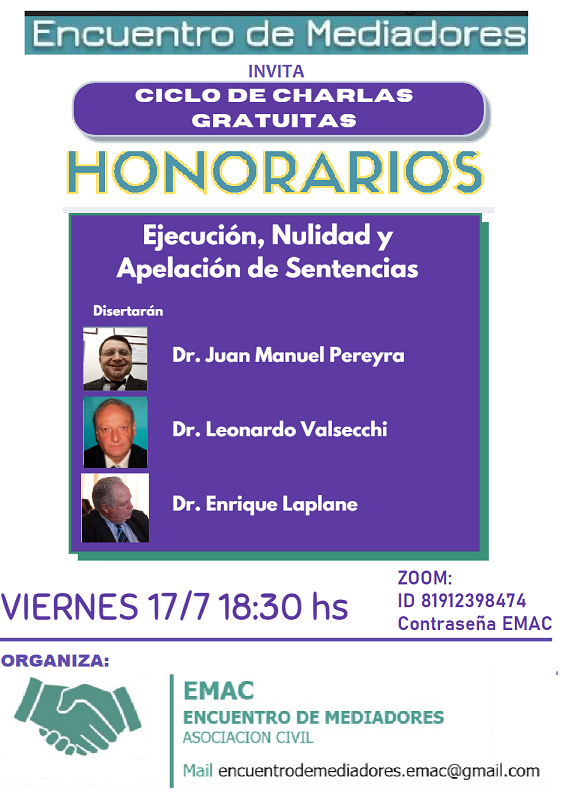 Encuentro de Mediadores
INVITA
CICLO DE CHARLAS
GRATUITAS
HONORARIOS
Ejecución, Nulidad y
Apelación de Sentencias
Disertarán
Dr. Juan Manuel Pereyra
Dr. Leonardo Valsecchi
Dr. Enrique Laplane
VIERNES 17/7 18:30 hs
ZOOM:
ID 81912398474
Contraseña EMAC
ORGANIZA:
EMAC
ENCUENTRO DE MEDIADORES
ASOCIACION CIVIL
Mail encuentrodemediadores.emac@gmail.com